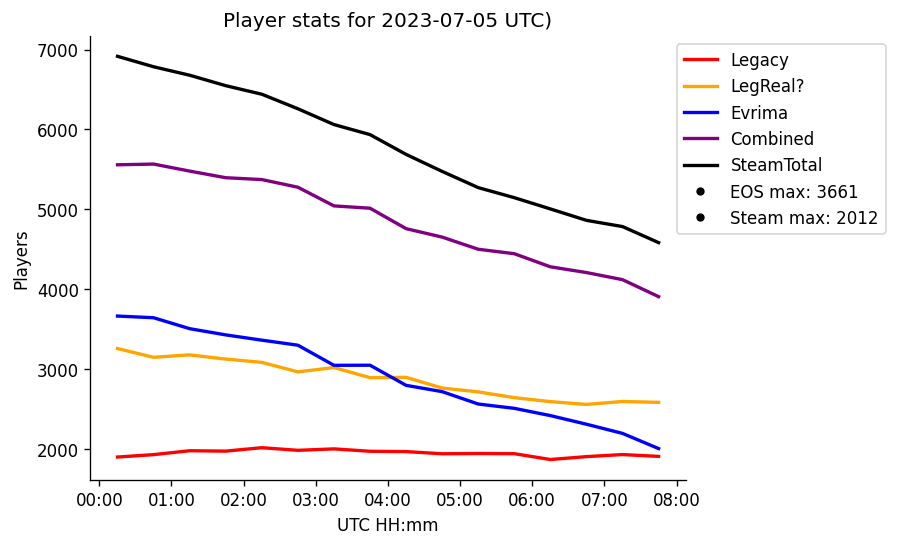 Player stats for 2023-07-05 UTC)
7000
6000
5000
4000
3000
2000
Players
00:00 01:00 02:00 03:00 04:00 05:00 06:00 07:00 08:00
UTC HH:mm
Legacy
LegReal?
Evrima
Combined
SteamTotal
EOS max: 3661
Steam max: 2012